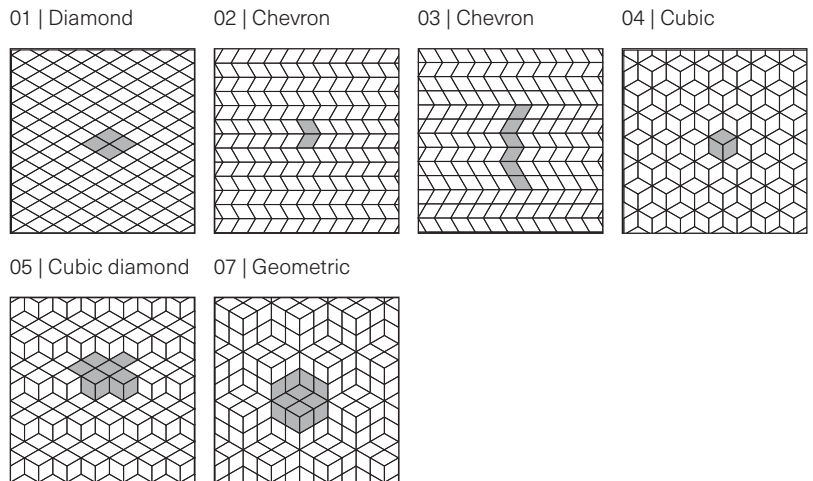 01 | Diamond
02 | Chevron
03 | Chevron
04 | Cubic
05 | Cubic diamond
07 | Geometric